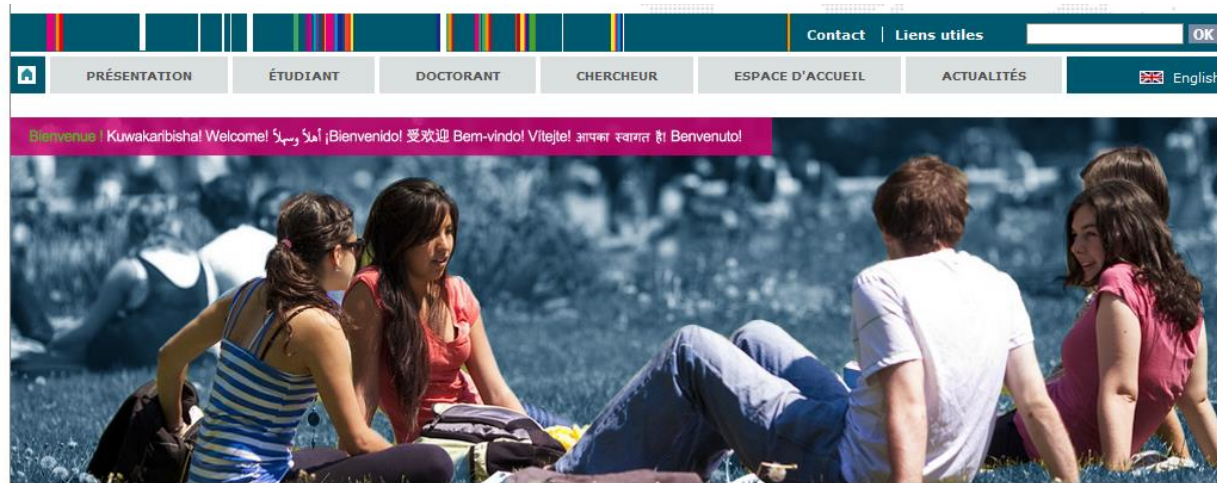 Contact | Liens utiles OK
PRÉSENTATION ÉTUDIANT DOCTORANT CHERCHEUR ESPACE D'ACCUEIL ACTUALITÉS English
Bienvenue ! Kuwakaribisha! Welcome! أهلاً وسهلاً ¡Bienvenido! 受欢迎 Bem-vindo! Vítejte! आपका स्वागत है! Benvenuto!